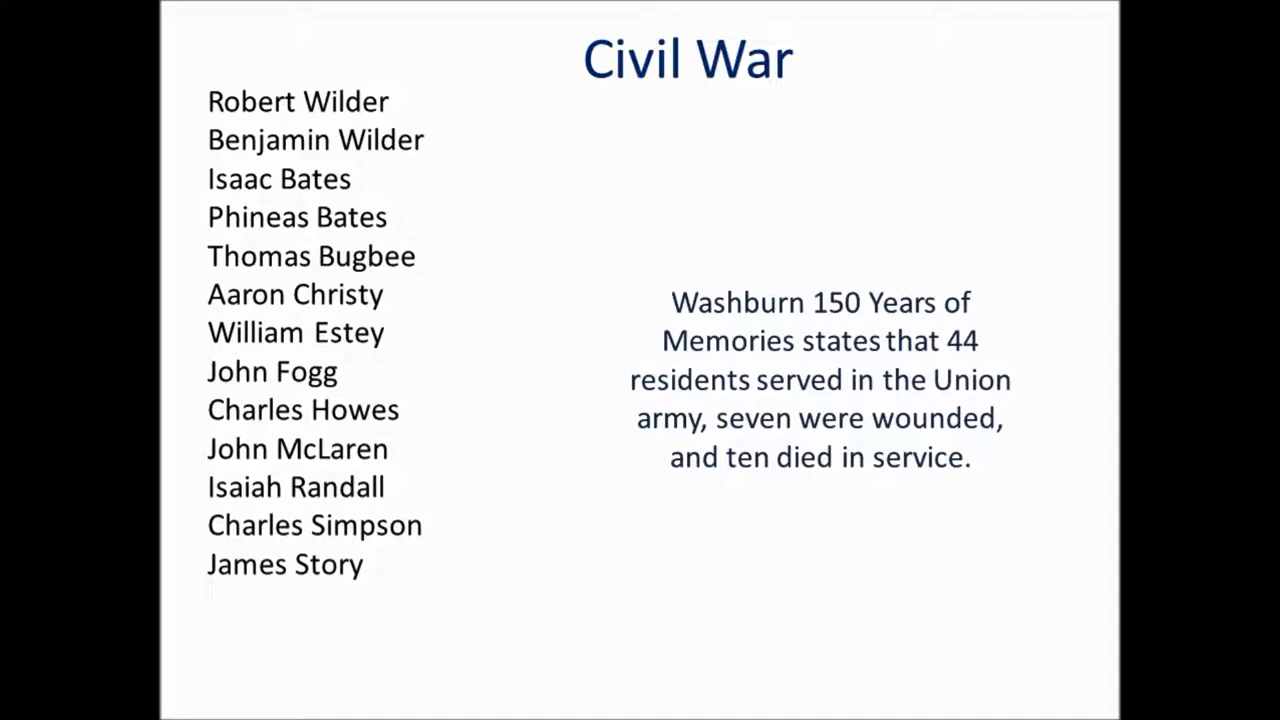 Civil War
Robert Wilder
Benjamin Wilder
Isaac Bates
Phineas Bates
Thomas Bugbee
Aaron Christy
William Estey
John Fogg
Charles Howes
John McLaren
Isaiah Randall
Charles Simpson
James Story
Washburn 150 Years of
Memories states that 44
residents served in the Union
army, seven were wounded,
and ten died in service.